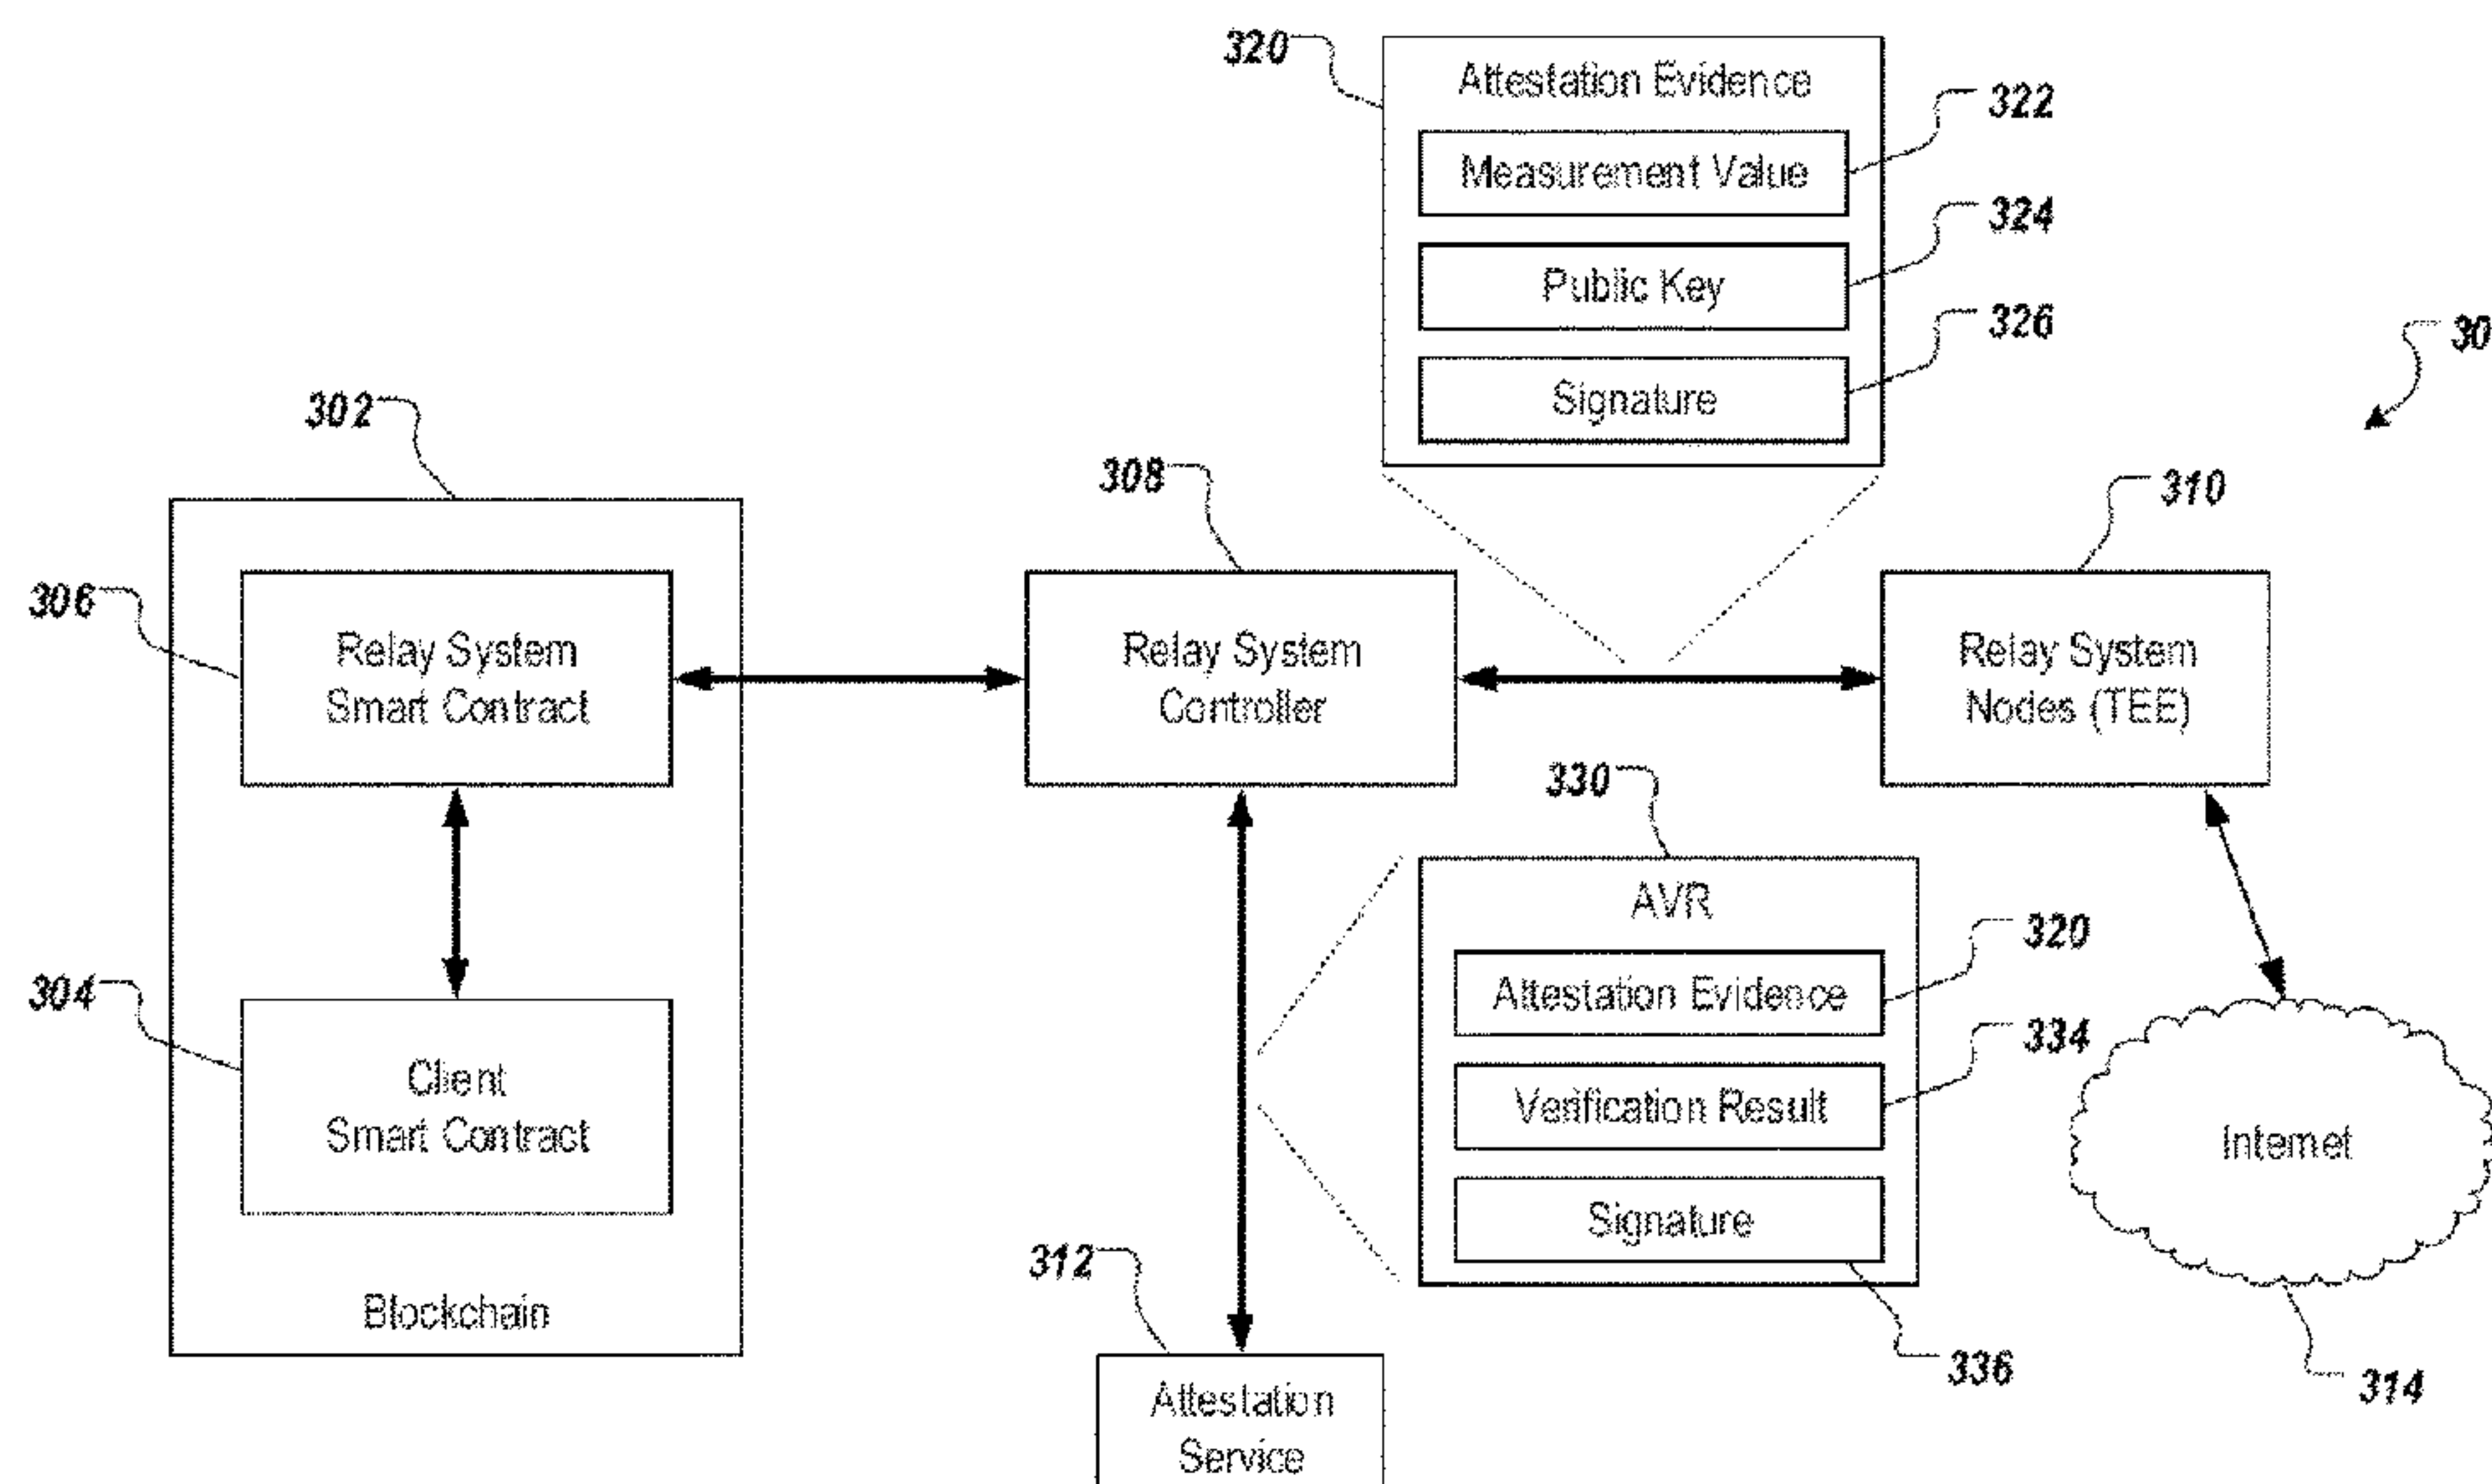 320
Attestation Evidence
322
Measurement Value
324
Public Key
326
Signature
30
302
308
310
306
Relay System
Smart Contract
Relay System
Controller
Relay System
Nodes (TEE)
330
AVR
320
Attestation Evidence
304
Client
Smart Contract
334
Verification Result
Internet
Signature
312
Blockchain
336
314
Attestation
Service